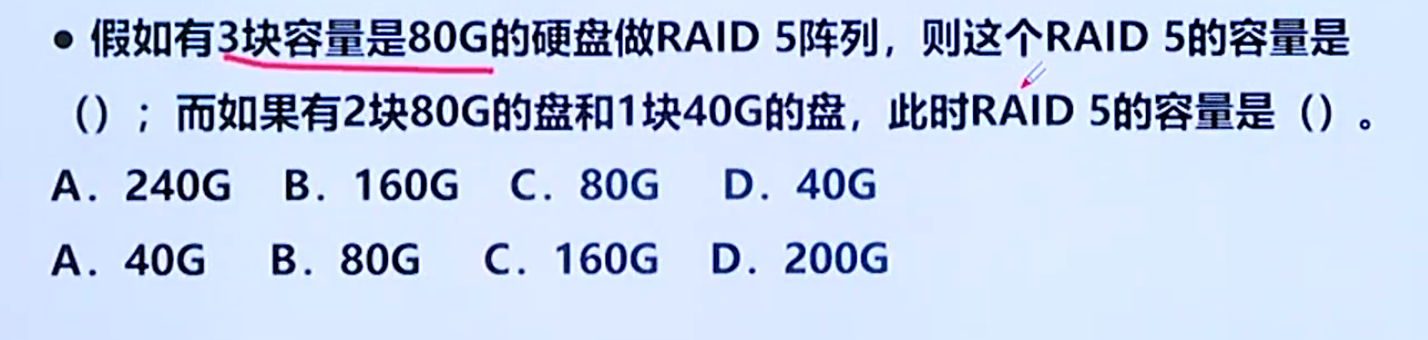 • 假如有3块容量是80G的硬盘做RAID 5阵列，则这个RAID 5的容量是
（）；而如果有2块80G的盘和1块40G的盘，此时RAID 5的容量是（）。
A. 240G B. 160G C. 80G D. 40G
A. 40G B. 80G C. 160G D. 200G